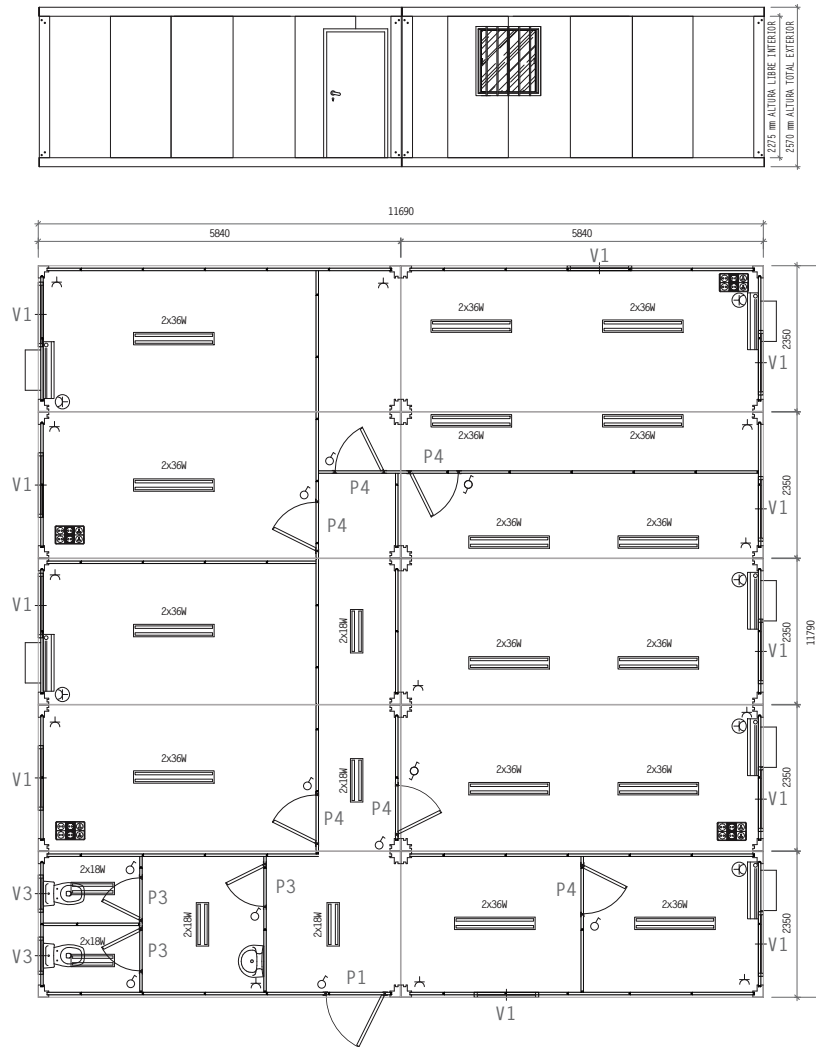 2275 mm ALTURA LIBRE INTERIOR
2570 mm ALTURA TOTAL EXTERIOR
11690
5840
5840
V1
V1
2x36W
2x36W
2x36W
2350
V1
2x36W
2x36W
P4
V1
2x36W
P4
P4
2350
V1
2x36W
2x36W
V1
2x36W
2x18W
2350
11790
V1
2x36W
2x36W
V1
2x36W
2x18W
P4
P4
2x36W
2x36W
2350
V1
2x18W
V3
P3
P3
2x18W
2x18W
P4
2x36W
2x36W
2350
V3
2x18W
P3
V1
P1
V1